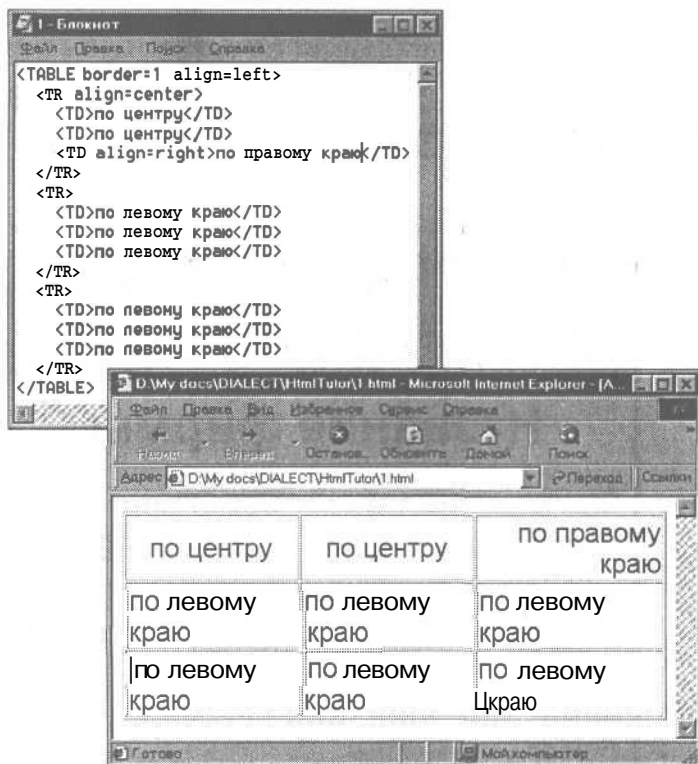 1 - Блокнот
Файл Правка Поиск Справка
<TABLE border=1 align=left>
<TR align=center>
<TD>по центру</TD>
<TD>по центру</TD>
<TD align=right>по правому краю</TD>
</TR>
<TR>
<TD>по левому краю</TD>
<TD>по левому краю</TD>
<TD>по левому краю</TD>
</TR>
<TR>
<TD>по левому краю</TD>
<TD>по левому краю</TD>
<TD>по левому краю</TD>
</TR>
</TABLE>
D:\My docs\DIALECT\HtmlTutor\1.html - Microsoft Internet Explorer - [А...
Файл Правка Вид Избранное Сервис Справка
Назад Вперед Останов... Обновить Домой Поиск
Адрес D:\My docs\DIALECT\HtmlTutor\1.html Переход Ссылки
по центру по центру по правому
краю
по левому по левому по левому
краю краю краю
по левому по левому по левому
краю краю Цкраю
Готово Мой компьютер